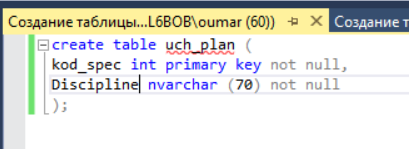 Создание таблицы...L6BOB\oumar (60))
Создание т
create table uch_plan (
kod_spec int primary key not null,
Discipline nvarchar (70) not null
);